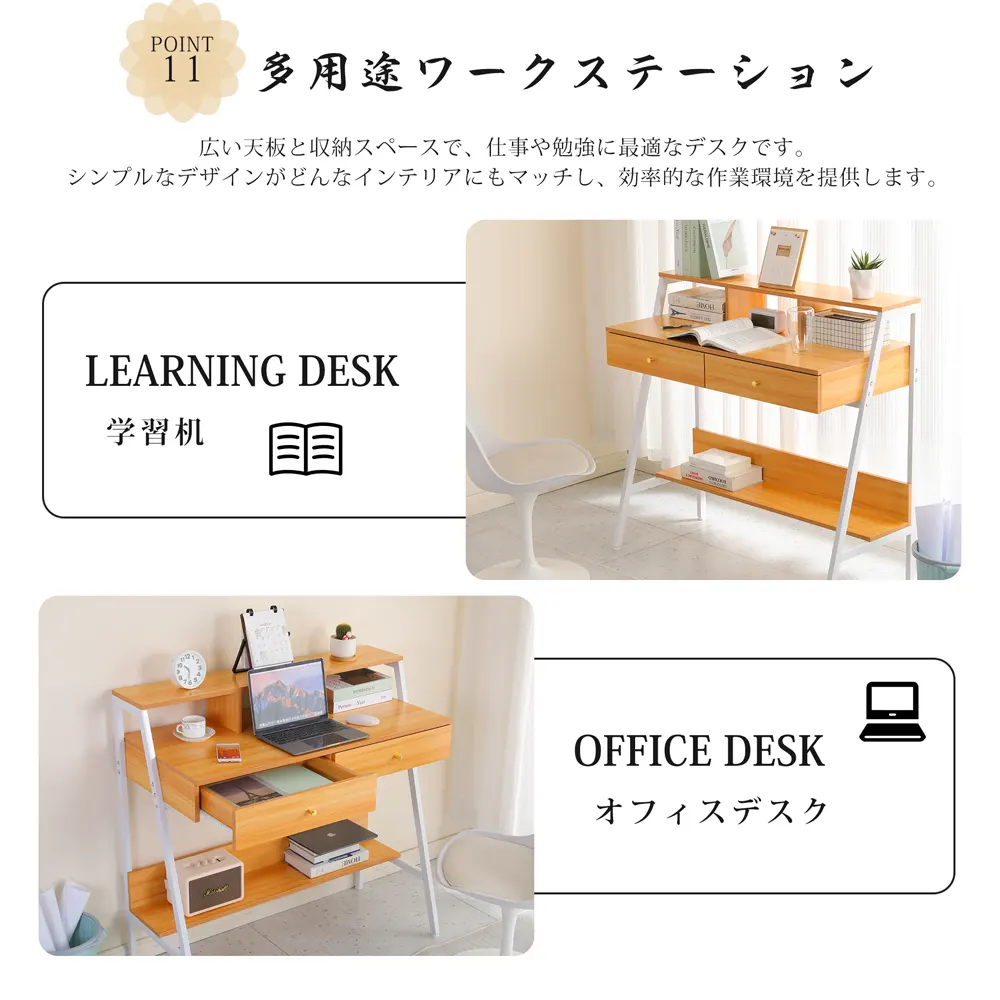 POINT
11
多用途ワークステーション
広い天板と収納スペースで、仕事や勉強に最適なデスクです。
シンプルなデザインがどんなインテリアにもマッチし、効率的な作業環境を提供します。
LEARNING DESK
学習机
OFFICE DESK
オフィスデスク